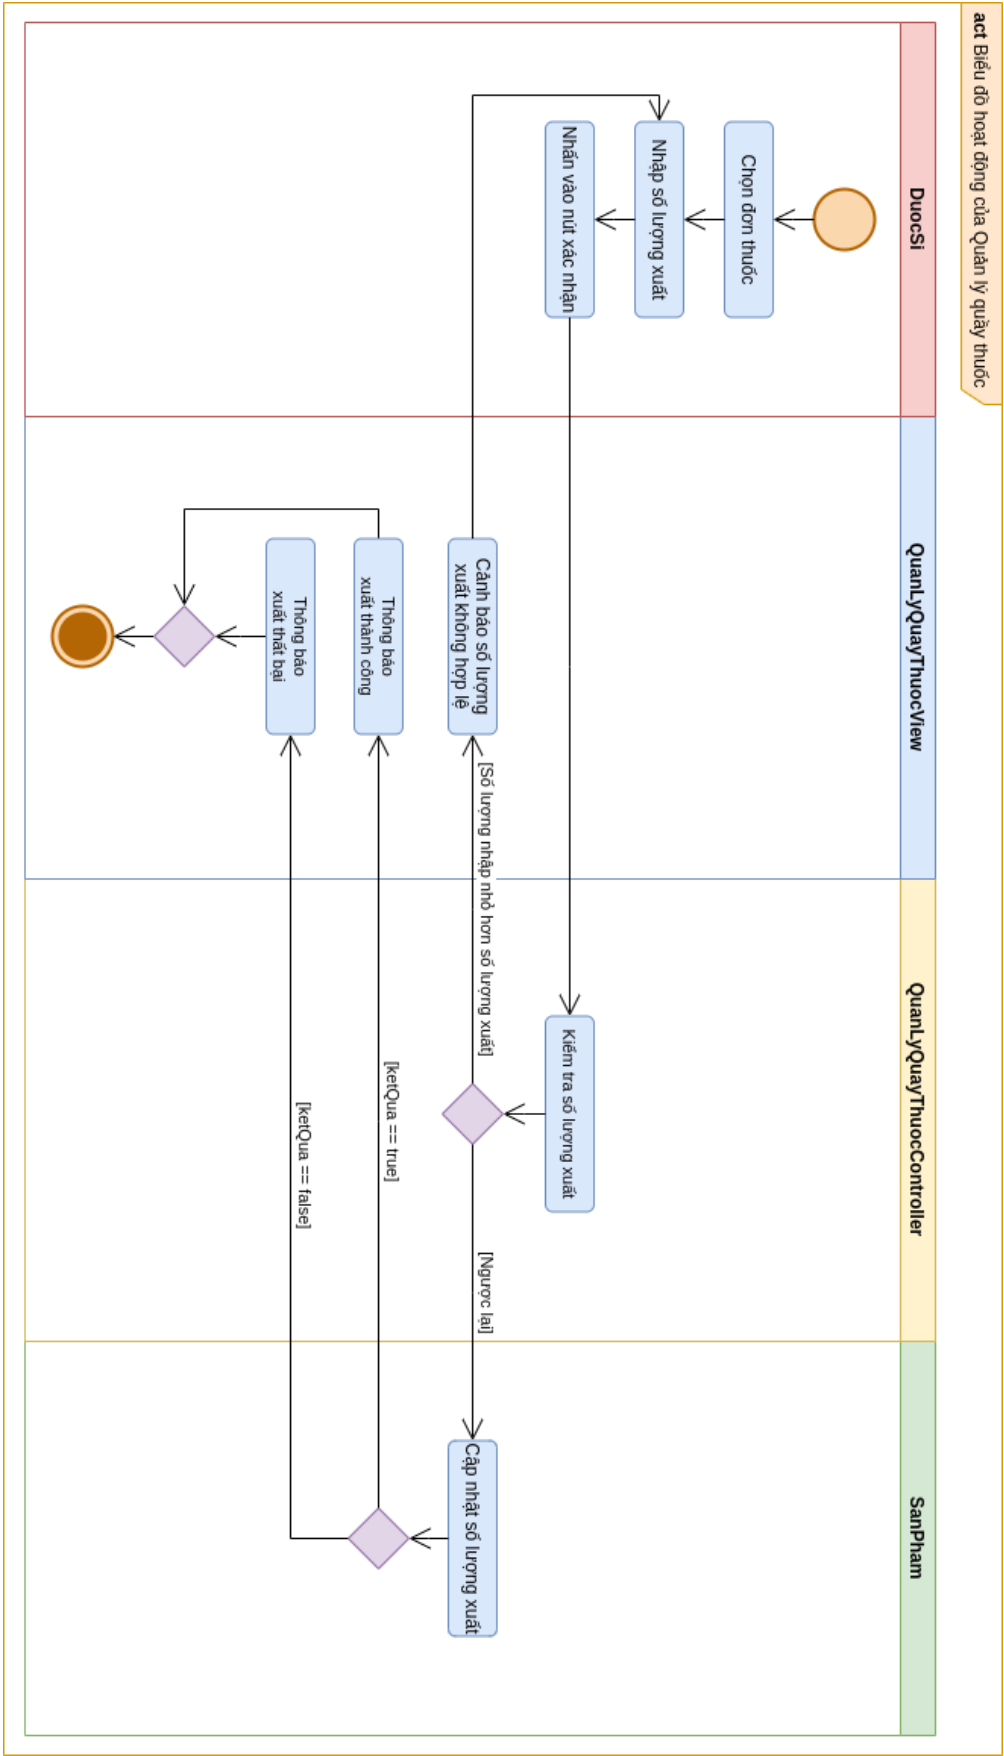 act Biểu đồ hoạt động của Quản lý quầy thuốc
DuocSi
QuanLyQuayThuocView
QuanLyQuayThuocController
SanPham
Chọn đơn thuốc
Nhập số lượng xuất
Nhấn vào nút xác nhận
Kiểm tra số lượng xuất
[Số lượng nhập nhỏ hơn số lượng xuất]
[Ngược lại]
Cảnh báo số lượng
xuất không hợp lệ
Cập nhật số lượng xuất
[ketQua == true]
Thông báo
xuất thành công
[ketQua == false]
Thông báo
xuất thất bại